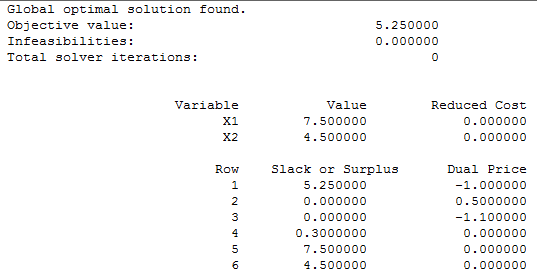 Global optimal solution found.
Objective value: 5.250000
Infeasibilities: 0.000000
Total solver iterations: 0
Variable Value Reduced Cost
X1 7.500000 0.000000
X2 4.500000 0.000000
Row Slack or Surplus Dual Price
1 5.250000 -1.000000
2 0.000000 0.5000000
3 0.000000 -1.100000
4 0.3000000 0.000000
5 7.500000 0.000000
6 4.500000 0.000000